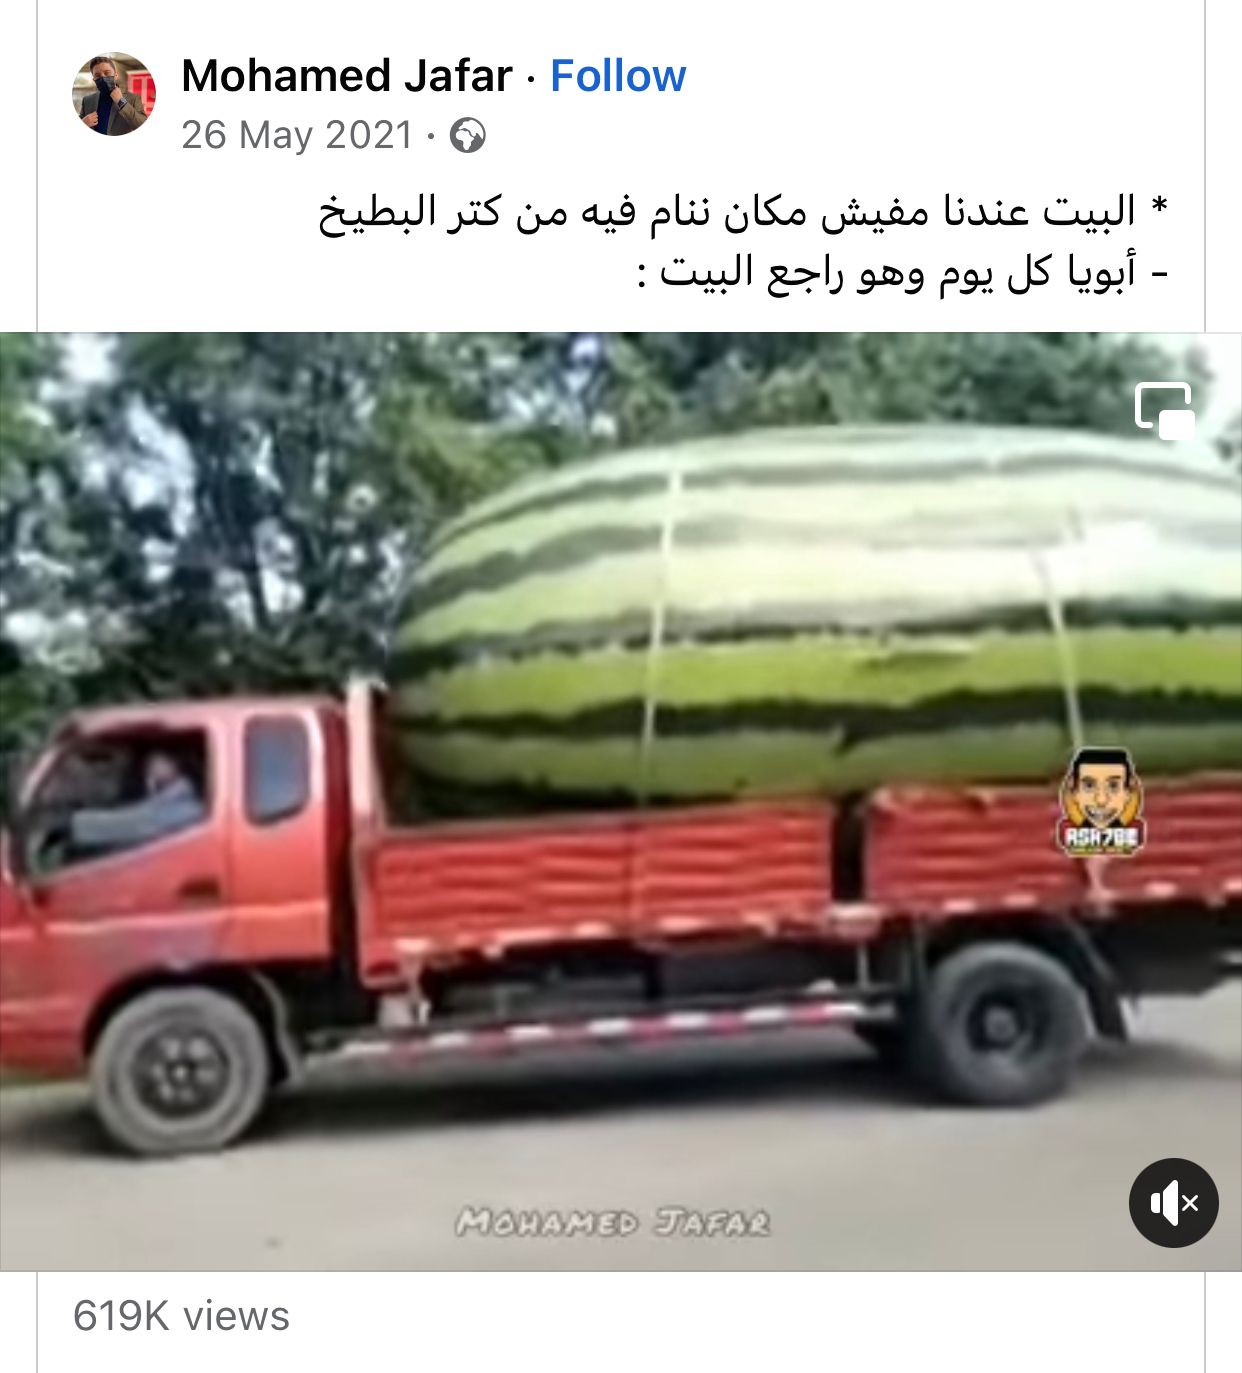 Mohamed Jafar · Follow
26 May 2021 ·
* البيت عندنا مفيش مكان ننام فيه من كتر البطيخ
- أبويا كل يوم وهو راجع البيت :
ASH7BE
MOHAMED JAFAR
619K views